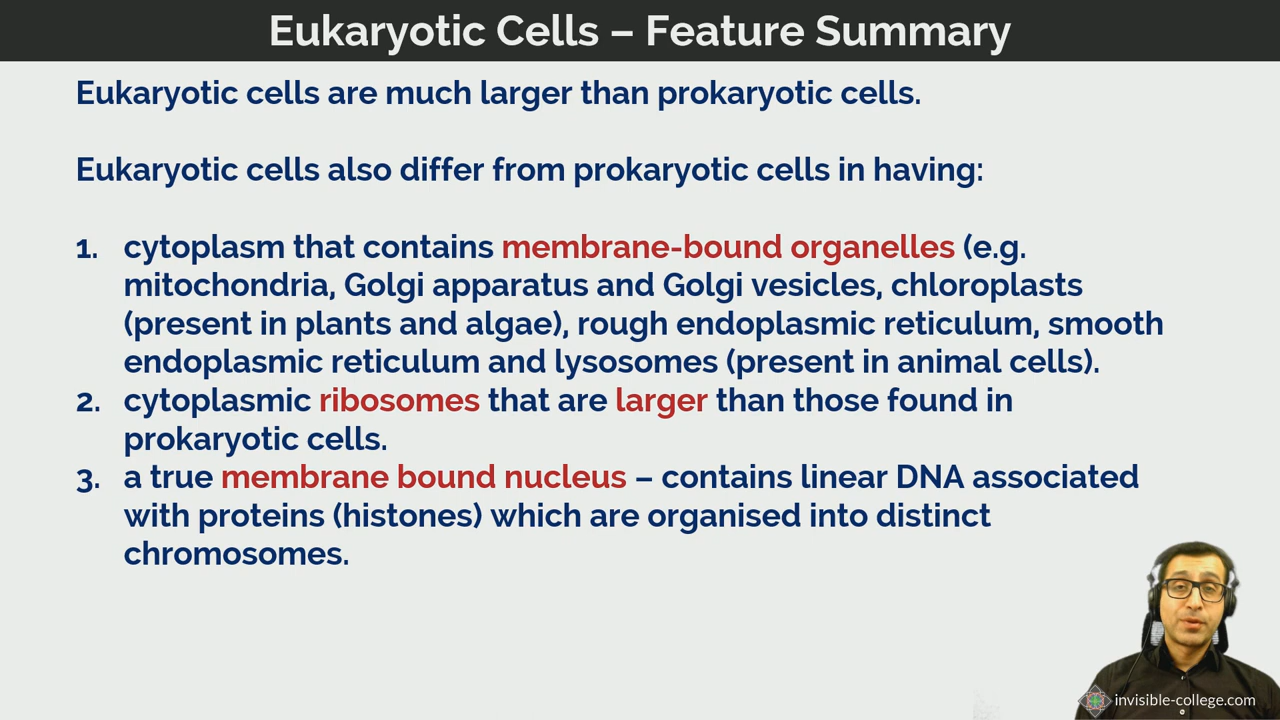 Eukaryotic Cells – Feature Summary
Eukaryotic cells are much larger than prokaryotic cells.
Eukaryotic cells also differ from prokaryotic cells in having:
1. cytoplasm that contains membrane-bound organelles (e.g.
mitochondria, Golgi apparatus and Golgi vesicles, chloroplasts
(present in plants and algae), rough endoplasmic reticulum, smooth
endoplasmic reticulum and lysosomes (present in animal cells).
2. cytoplasmic ribosomes that are larger than those found in
prokaryotic cells.
3. a true membrane bound nucleus – contains linear DNA associated
with proteins (histones) which are organised into distinct
chromosomes.
invisible-college.com